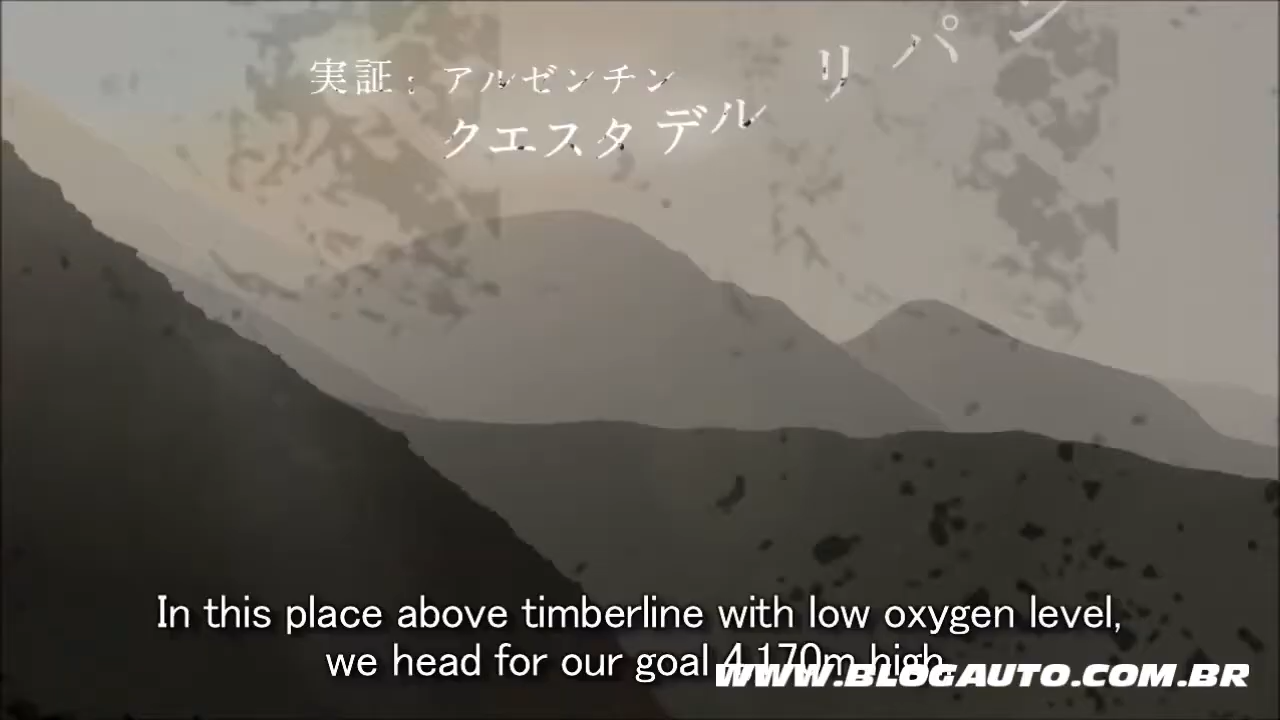 実証：アルゼンチン
クエスタ デル リパン
In this place above timberline with low oxygen level,
we head for our goal 4,170m high.
WWW.BLOGAUTO.COM.BR